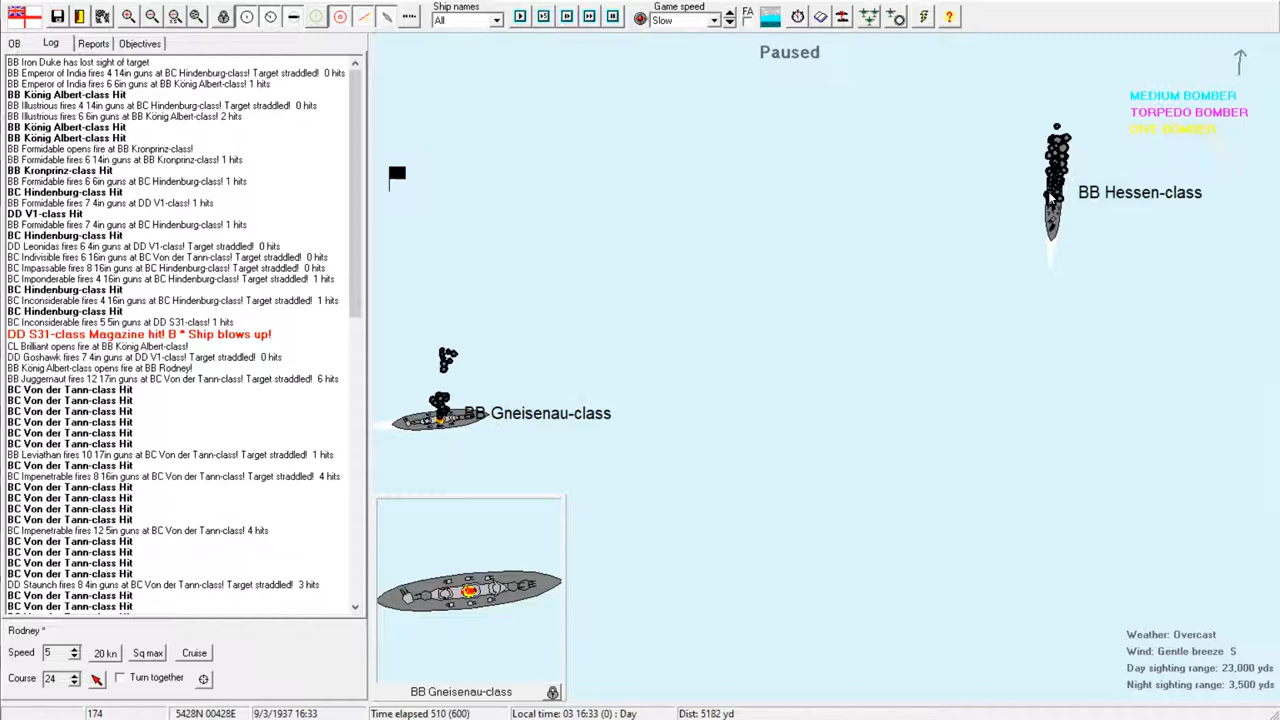 Ship names
Game speed
All
Slow
FA
OB
Log
Reports
Objectives
BB Iron Duke has lost sight of target
BB Emperor of India fires 4 14in guns at BC Hindenburg-class! Target straddled! 0 hits
BB Emperor of India fires 6 6in guns at BB König Albert-class! 1 hits
BB König Albert-class Hit
BB Illustrious fires 4 14in guns at BC Hindenburg-class! Target straddled! 0 hits
BB Illustrious fires 6 6in guns at BB König Albert-class! 2 hits
BB König Albert-class Hit
BB König Albert-class Hit
BB Formidable opens fire at BB Kronprinz-class!
BB Formidable fires 6 14in guns at BB Kronprinz-class! 1 hits
BB Kronprinz-class Hit
BB Formidable fires 6 6in guns at BC Hindenburg-class! 1 hits
BC Hindenburg-class Hit
BB Formidable fires 7 4in guns at DD V1-class! 1 hits
DD V1-class Hit
BB Formidable fires 7 4in guns at BC Hindenburg-class! 1 hits
BC Hindenburg-class Hit
DD Leonidas fires 6 4in guns at DD V1-class! Target straddled! 0 hits
BC Indivisible fires 6 16in guns at BC Von der Tann-class! Target straddled! 0 hits
BC Impassable fires 8 16in guns at BC Hindenburg-class! Target straddled! 0 hits
BC Imponderable fires 4 16in guns at BC Hindenburg-class! Target straddled! 1 hits
BC Hindenburg-class Hit
BC Inconsiderable fires 4 16in guns at BC Hindenburg-class! Target straddled! 1 hits
BC Hindenburg-class Hit
BC Inconsiderable fires 5 5in guns at DD S31-class! 1 hits
DD S31-class Magazine hit! B * Ship blows up!
CL Brilliant opens fire at BB König Albert-class!
DD Goshawk fires 7 4in guns at DD V1-class! Target straddled! 0 hits
BB König Albert-class opens fire at BB Rodney!
BB Juggernaut fires 12 17in guns at BC Von der Tann-class! Target straddled! 6 hits
BC Von der Tann-class Hit
BC Von der Tann-class Hit
BC Von der Tann-class Hit
BC Von der Tann-class Hit
BC Von der Tann-class Hit
BC Von der Tann-class Hit
BB Leviathan fires 10 17in guns at BC Von der Tann-class! Target straddled! 1 hits
BC Von der Tann-class Hit
BC Impenetrable fires 8 16in guns at BC Von der Tann-class! Target straddled! 4 hits
BC Von der Tann-class Hit
BC Von der Tann-class Hit
BC Von der Tann-class Hit
BC Von der Tann-class Hit
BC Impenetrable fires 12 5in guns at BC Von der Tann-class! 4 hits
BC Von der Tann-class Hit
BC Von der Tann-class Hit
BC Von der Tann-class Hit
BC Von der Tann-class Hit
DD Staunch fires 8 4in guns at BC Von der Tann-class! Target straddled! 3 hits
BC Von der Tann-class Hit
BC Von der Tann-class Hit
Paused
MEDIUM BOMBER
TORPEDO BOMBER
DIVE BOMBER
BB Hessen-class
BB Gneisenau-class
BB Gneisenau-class
Weather: Overcast
Wind: Gentle breeze S
Day sighting range: 23,000 yds
Night sighting range: 3,500 yds
Rodney *
Speed 5 20 kn Sq max Cruise
Course 24 Turn together
174 5428N 00428E 9/3/1937 16:33 Time elapsed 510 (600) Local time: 03 16:33 (0) : Day Dist: 5182 yd